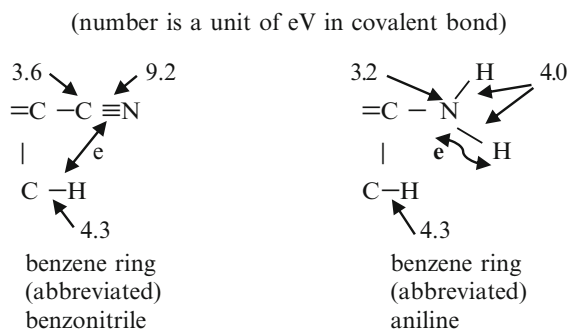 (number is a unit of eV in covalent bond)
3.6 9.2
=C – C ≡N
|
e
C –H
4.3
benzene ring
(abbreviated)
benzonitrile
3.2 H 4.0
=C – N
|
e H
C –H
4.3
benzene ring
(abbreviated)
aniline